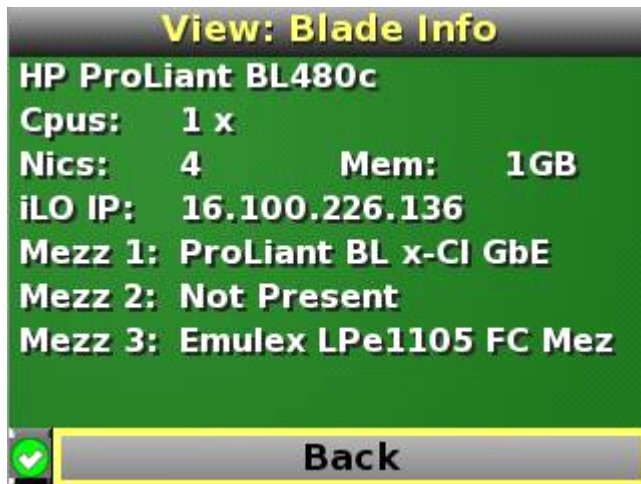 View: Blade Info
HP ProLiant BL480c
Cpus: 1 x
Nics: 4 Mem: 1GB
iLO IP: 16.100.226.136
Mezz 1: ProLiant BL x-Cl GbE
Mezz 2: Not Present
Mezz 3: Emulex LPe1105 FC Mez
Back